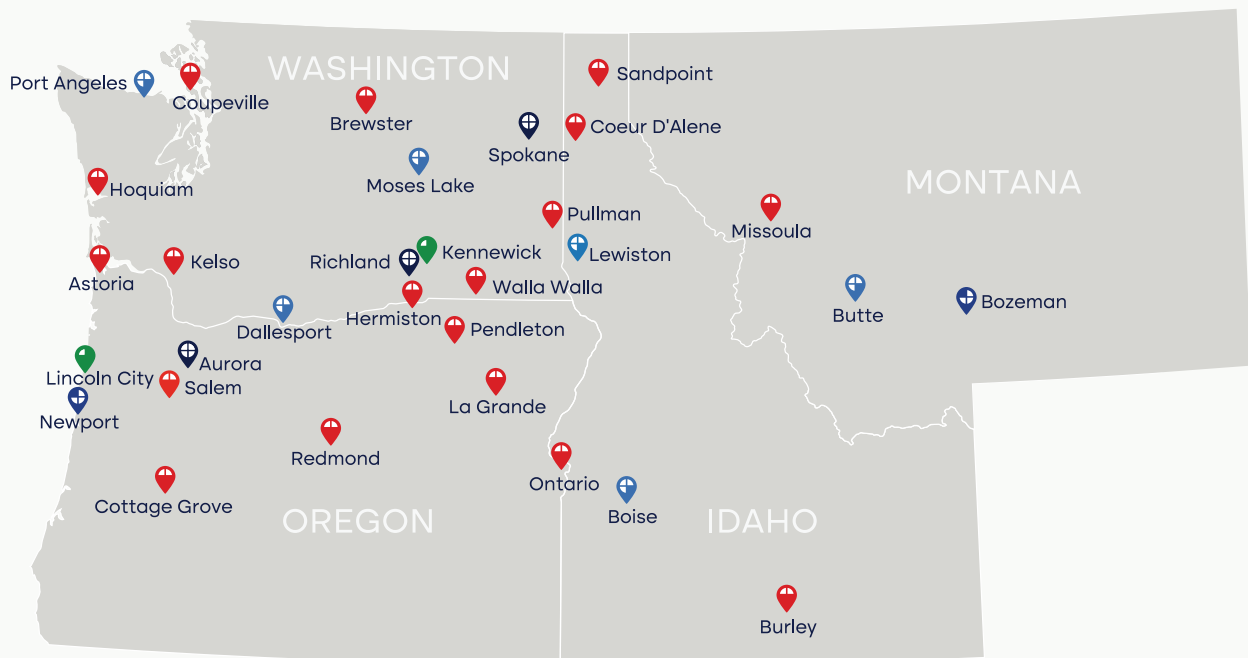 WASHINGTON
Sandpoint
Port Angeles
Coupeville
Brewster
Coeur D'Alene
Spokane
Moses Lake
MONTANA
Hoquiam
Pullman
Missoula
Kennewick
Lewiston
Richland
Kelso
Astoria
Walla Walla
Hermiston
Butte
Bozeman
Dallesport
Pendleton
Aurora
Lincoln City
Salem
La Grande
Newport
Redmond
Ontario
Cottage Grove
Boise
OREGON
IDAHO
Burley